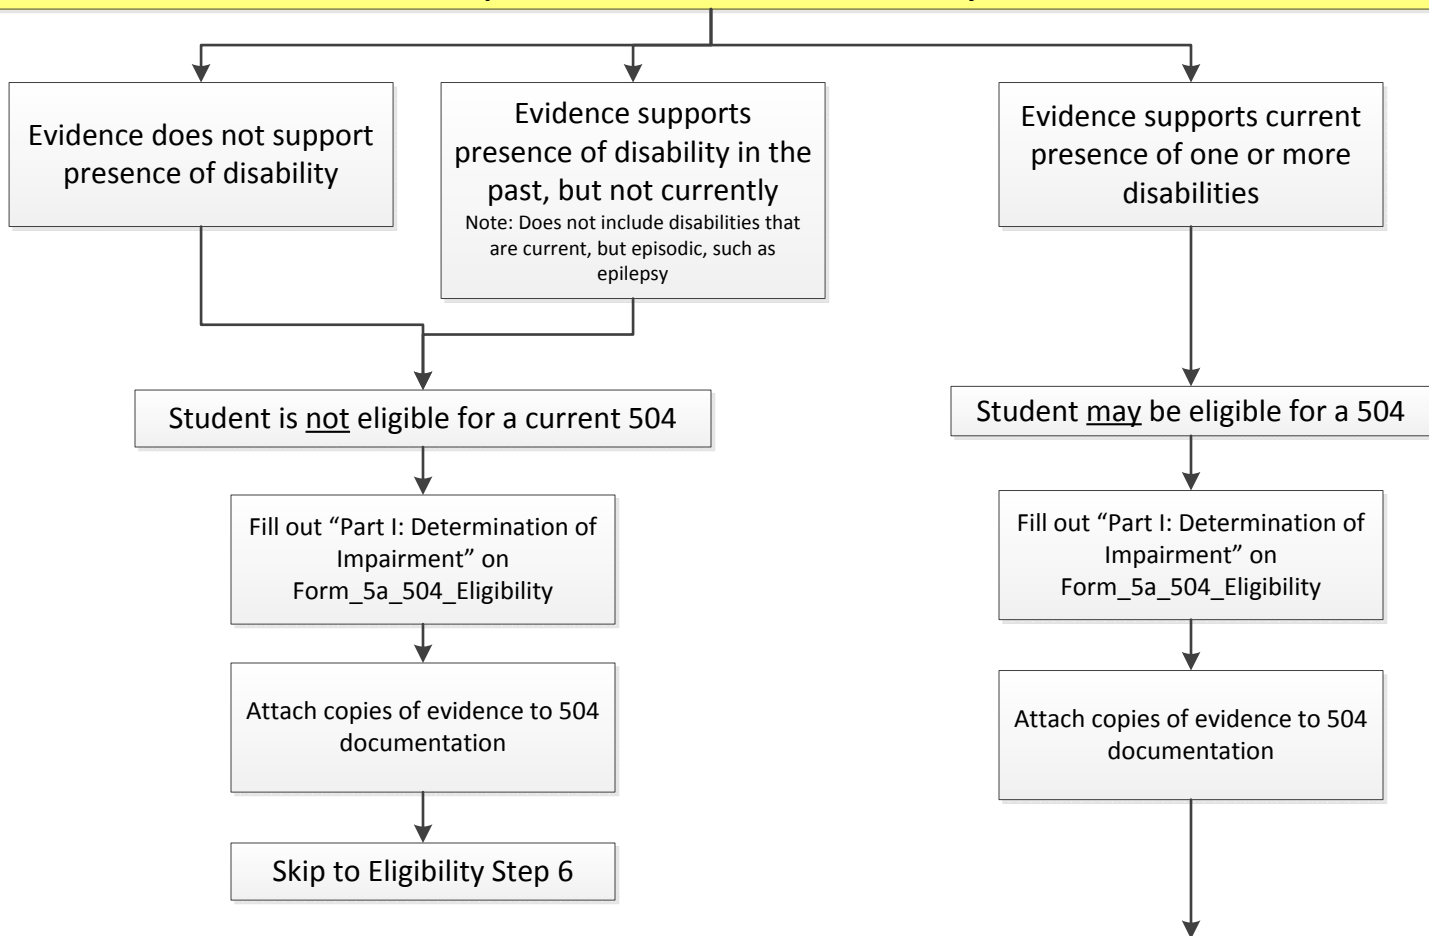 Evidence does not support
presence of disability
Evidence supports
presence of disability in the
past, but not currently
Note: Does not include disabilities that
are current, but episodic, such as
epilepsy
Evidence supports current
presence of one or more
disabilities
Student is not eligible for a current 504
Student may be eligible for a 504
Fill out “Part I: Determination of
Impairment” on
Form_5a_504_Eligibility
Fill out “Part I: Determination of
Impairment” on
Form_5a_504_Eligibility
Attach copies of evidence to 504
documentation
Attach copies of evidence to 504
documentation
Skip to Eligibility Step 6